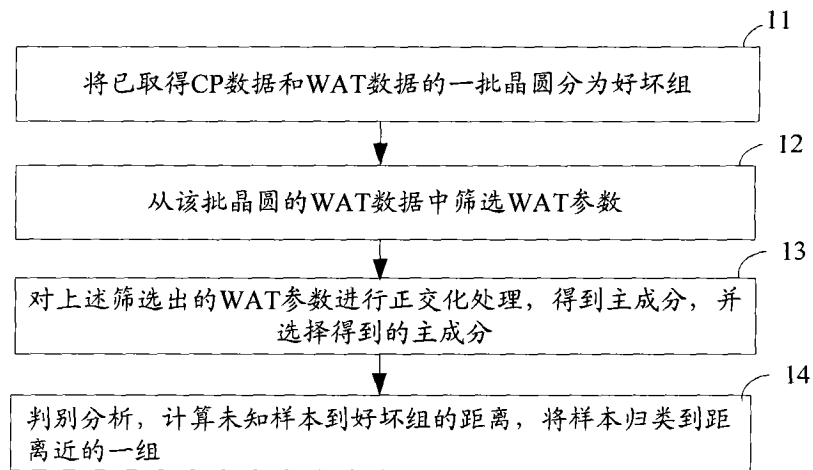 11
将已取得CP数据和WAT数据的一批晶圆分为好坏组
12
从该批晶圆的WAT数据中筛选WAT参数
13
对上述筛选出的WAT参数进行正交化处理，得到主成分，并
选择得到的主成分
14
判别分析，计算未知样本到好坏组的距离，将样本归类到距
离近的一组